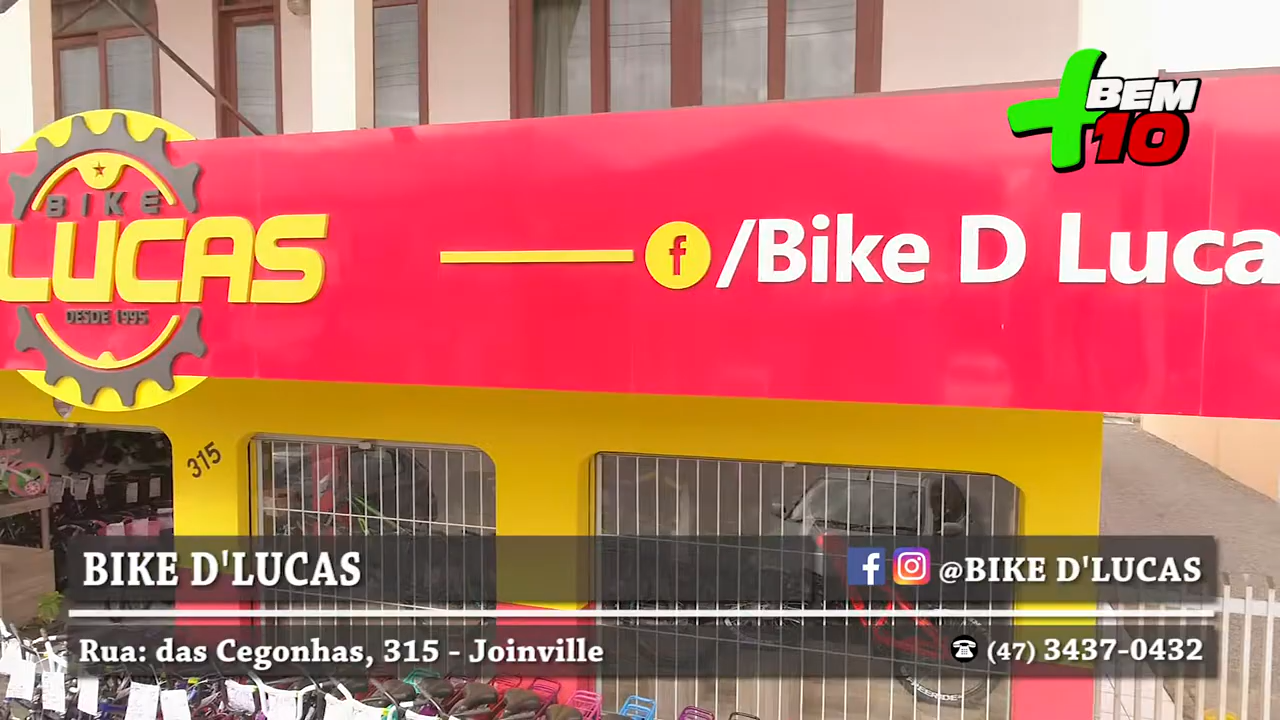 +BEM
10
BIKE
LUCAS
DESDE 1995
f/Bike D Luca
315
BIKE D'LUCAS
f @BIKE D'LUCAS
Rua: das Cegonhas, 315 - Joinville
(47) 3437-0432